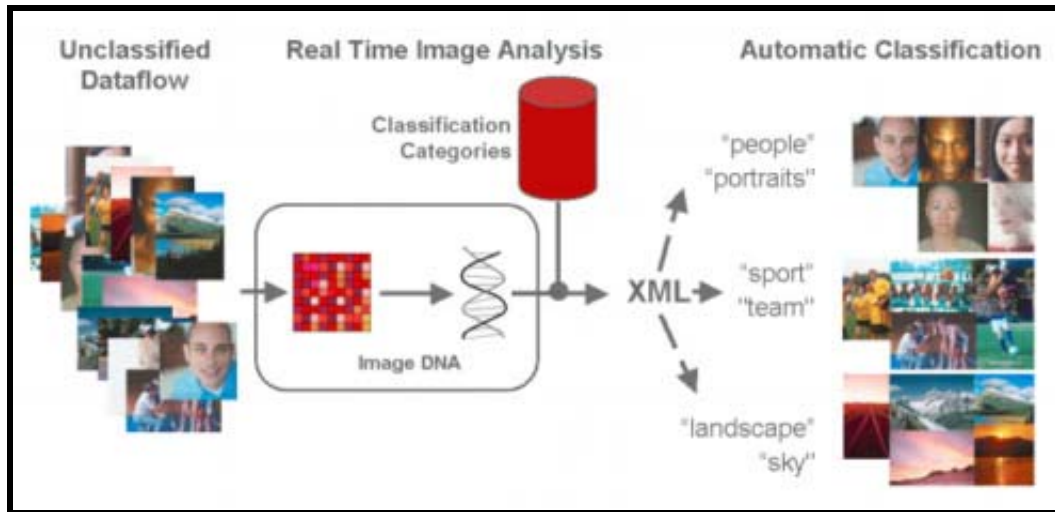 Unclassified
Dataflow
Real Time Image Analysis
Classification
Categories
Image DNA
XML
Automatic Classification
"people"
"portraits"
"sport"
"team"
"landscape"
"sky"